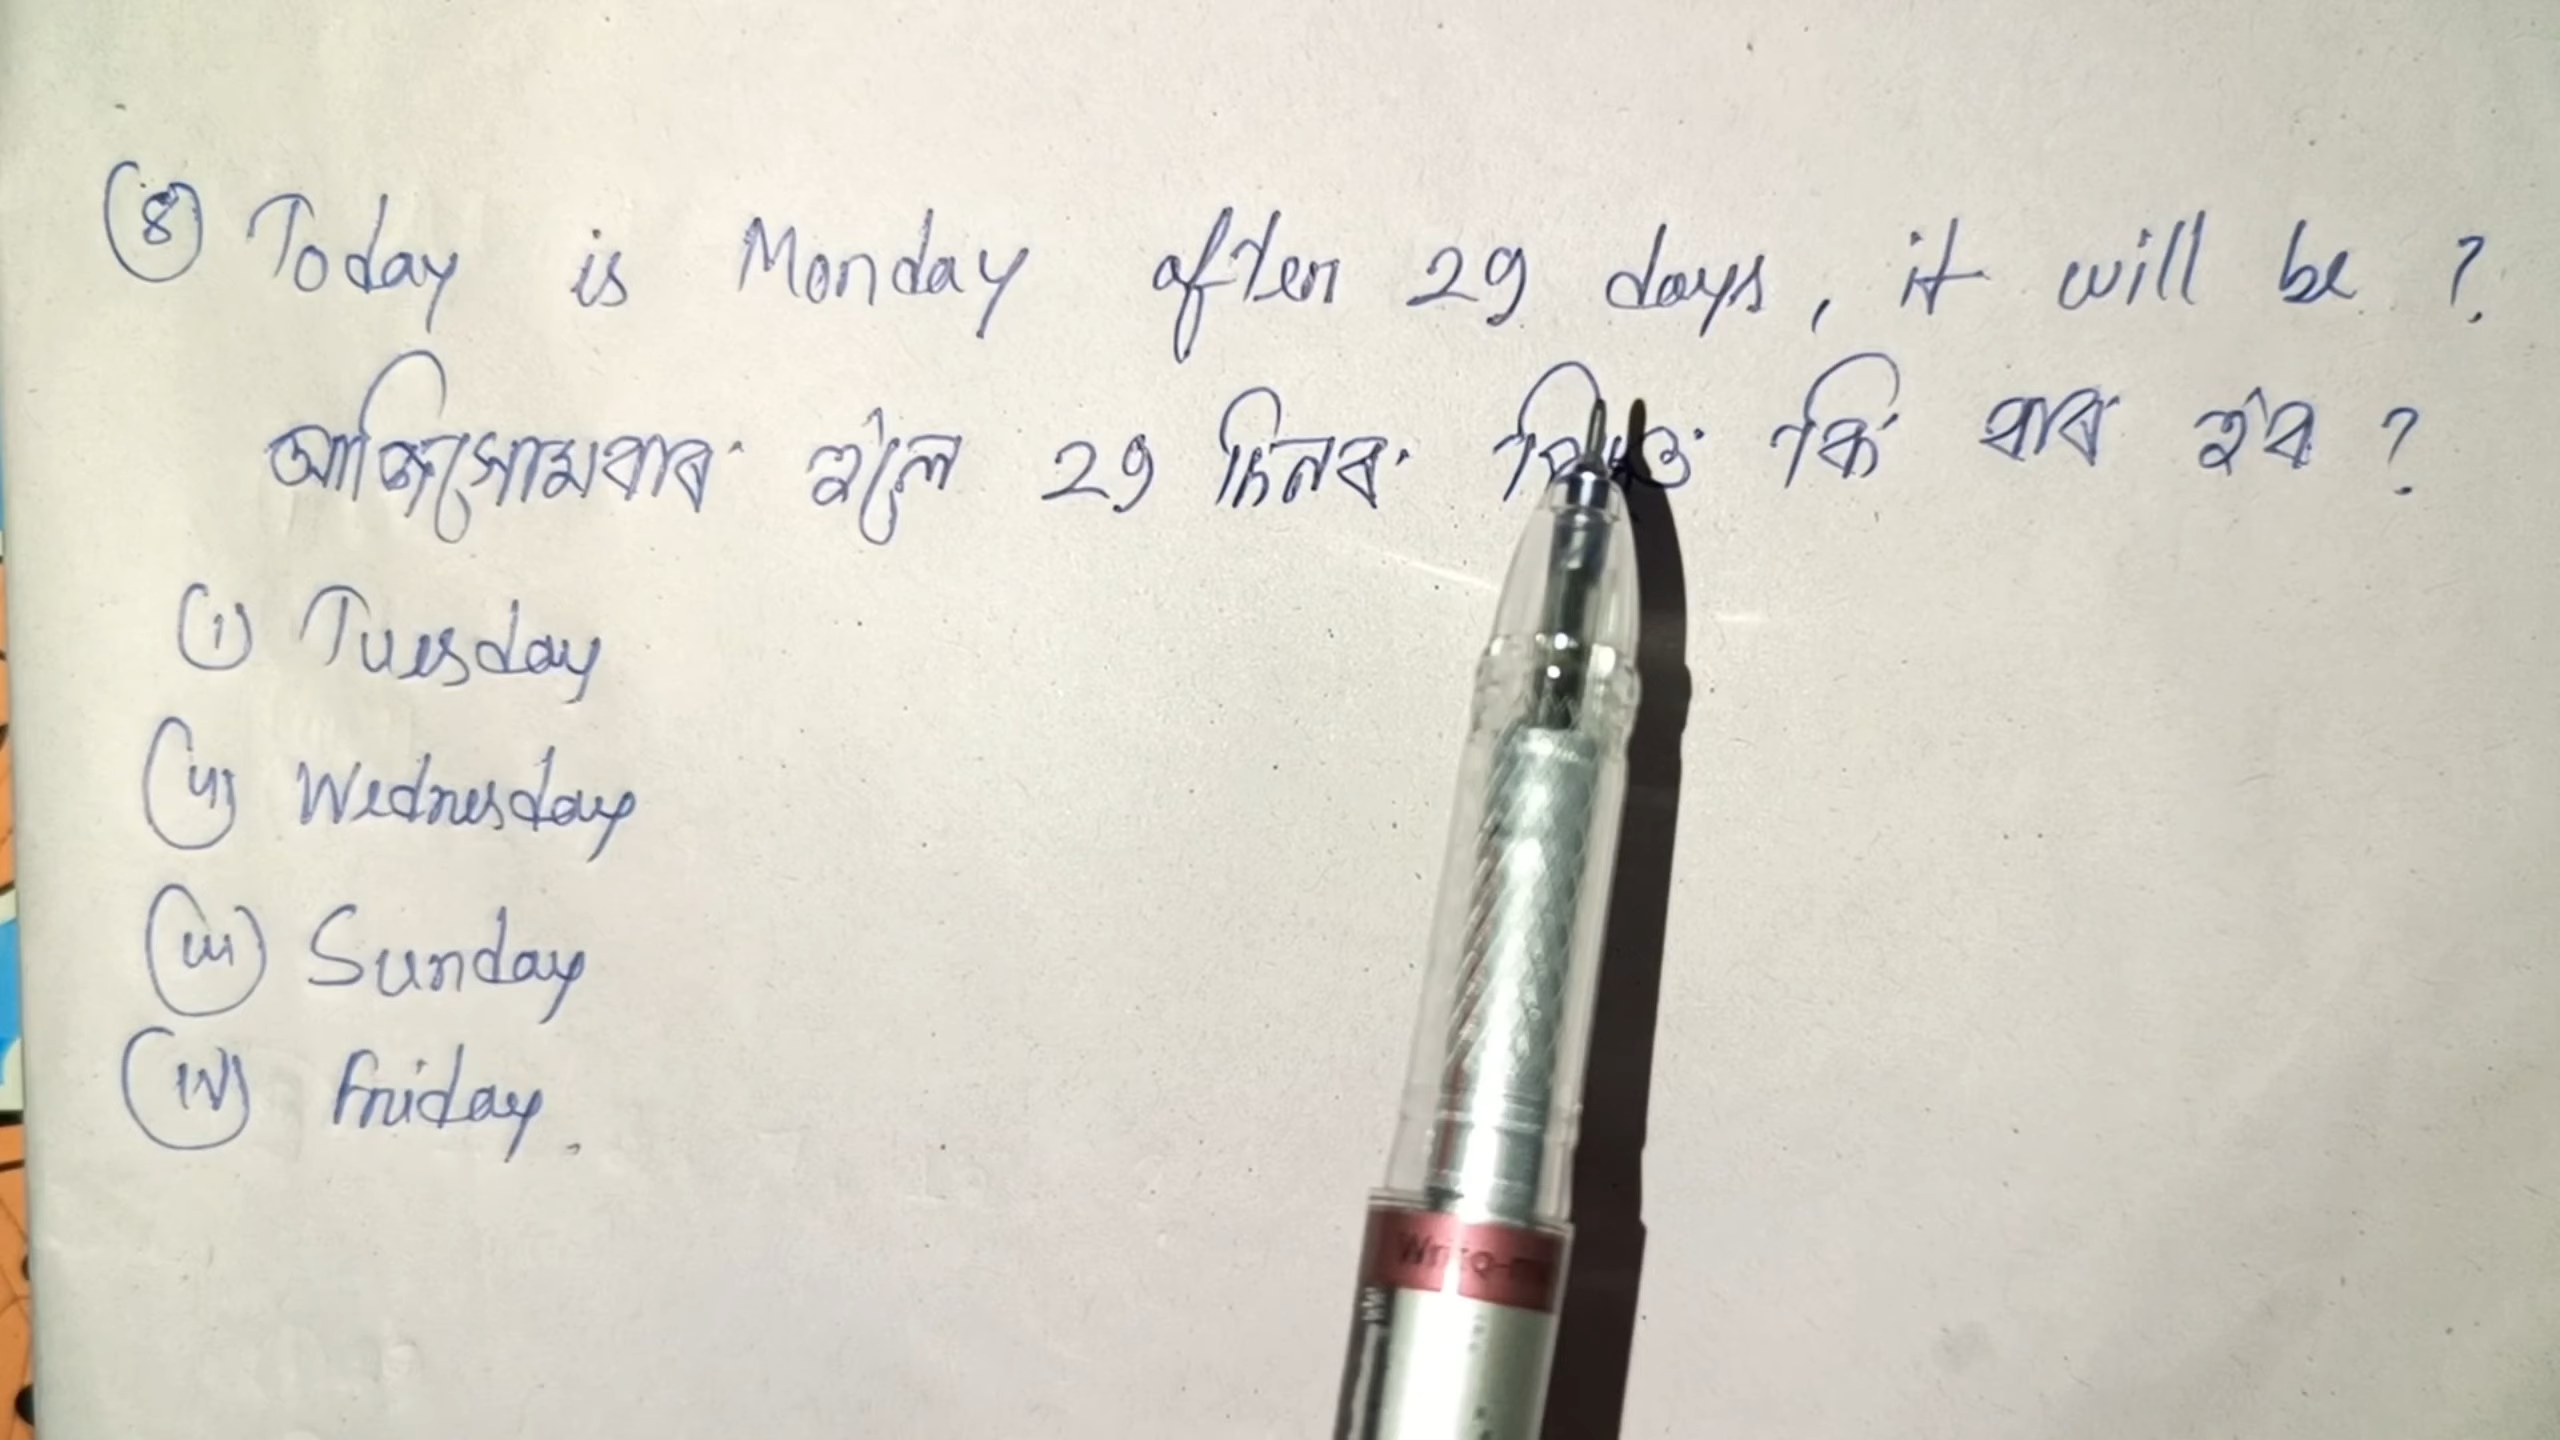 (8) Today is Monday after 29 days, it will be ?
আজি সোমবাৰ হ'লে 29 দিনৰ কি বাৰ হ'ব ?
(i) Tuesday
(ii) Wednesday
(iii) Sunday
(iv) Friday.